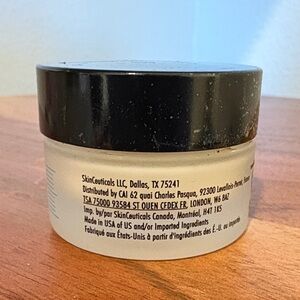 SkinCeuticals LLC, Dallas, TX 75241
Distributed by CAI 62 quai Charles Pasqua, 92300 Levallois-Perret, France
TSA 75000 93584 ST OUEN CEDEX FR, LONDON, W6 8AZ
Imp. by/par SkinCeuticals Canada, Montréal, H4T 1K5
Made in USA of US and/or Imported Ingredients
Fabriqué aux États-Unis à partir d'ingrédients des É.-U. ou importés